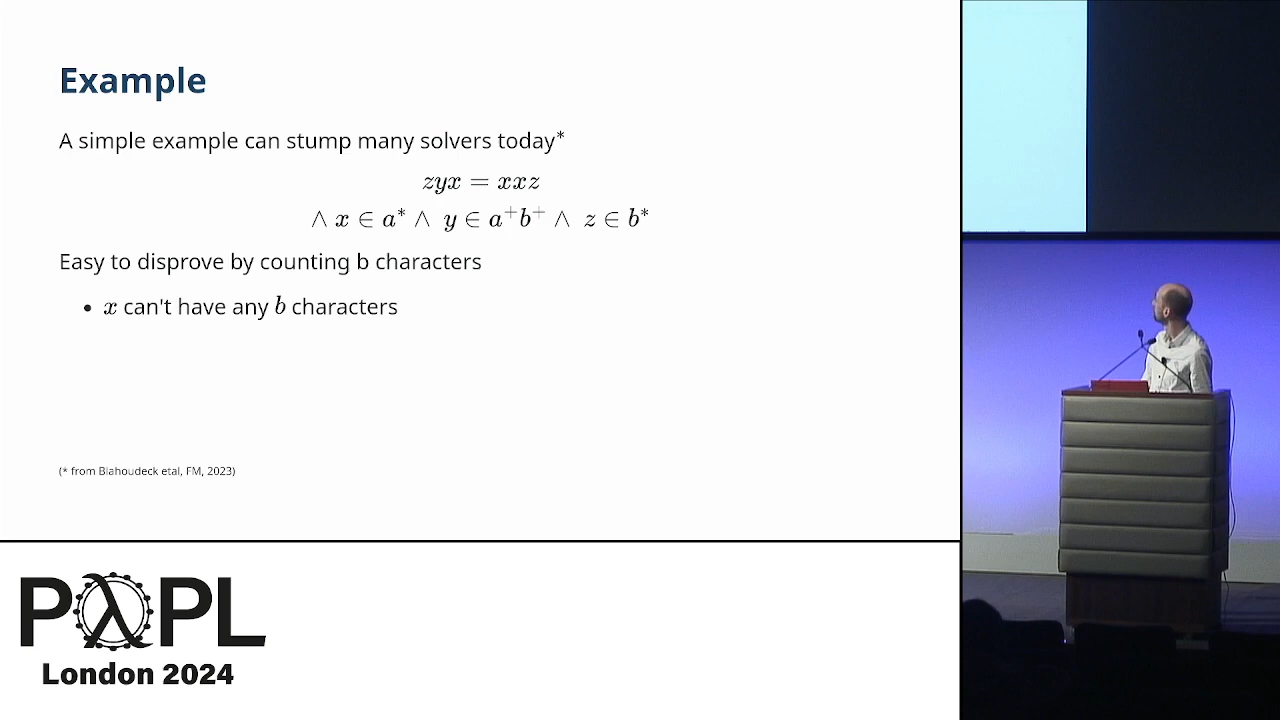 Example
A simple example can stump many solvers today*
zyx = xxz
∧ x ∈ a* ∧ y ∈ a⁺b⁺ ∧ z ∈ b*
Easy to disprove by counting b characters
• x can't have any b characters
(* from Blahoudeck etal, FM, 2023)
PλPL
London 2024